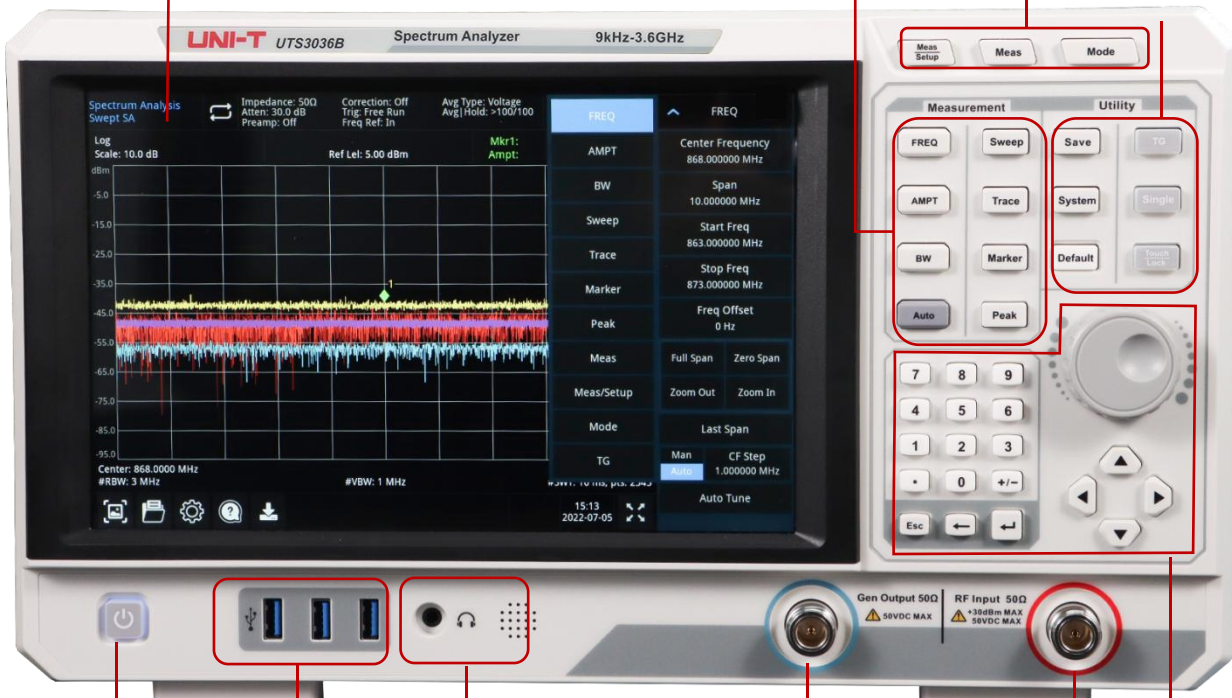 UNI-T UTS3036B Spectrum Analyzer 9kHz-3.6GHz
Spectrum Analysis
Swept SA
Impedance: 50Ω
Atten: 30.0 dB
Preamp: Off
Correction: Off
Trig: Free Run
Freq Ref: In
Avg Type: Voltage
Avg|Hold: >100/100
Log
Scale: 10.0 dB
Ref Lel: 5.00 dBm
Mkr1:
Ampt:
dBm
-5.0
-15.0
-25.0
-35.0
-45.0
-55.0
-65.0
-75.0
-85.0
-95.0
1
Center: 868.0000 MHz
#RBW: 3 MHz
#VBW: 1 MHz
15:13
2022-07-05
FREQ
AMPT
BW
Sweep
Trace
Marker
Peak
Meas
Meas/Setup
Mode
TG
FREQ
Center Frequency
868.000000 MHz
Span
10.000000 MHz
Start Freq
863.000000 MHz
Stop Freq
873.000000 MHz
Freq Offset
0 Hz
Full Span Zero Span
Zoom Out Zoom In
Last Span
Man
Auto
CF Step
1.000000 MHz
Auto Tune
Meas
Setup
Meas
Mode
Measurement
FREQ Sweep
AMPT Trace
BW Marker
Auto Peak
Utility
Save TG
System Single
Default Touch
Lock
7 8 9
4 5 6
1 2 3
. 0 +/-
Esc
Gen Output 50Ω
50VDC MAX
RF Input 50Ω
+30dBm MAX
50VDC MAX